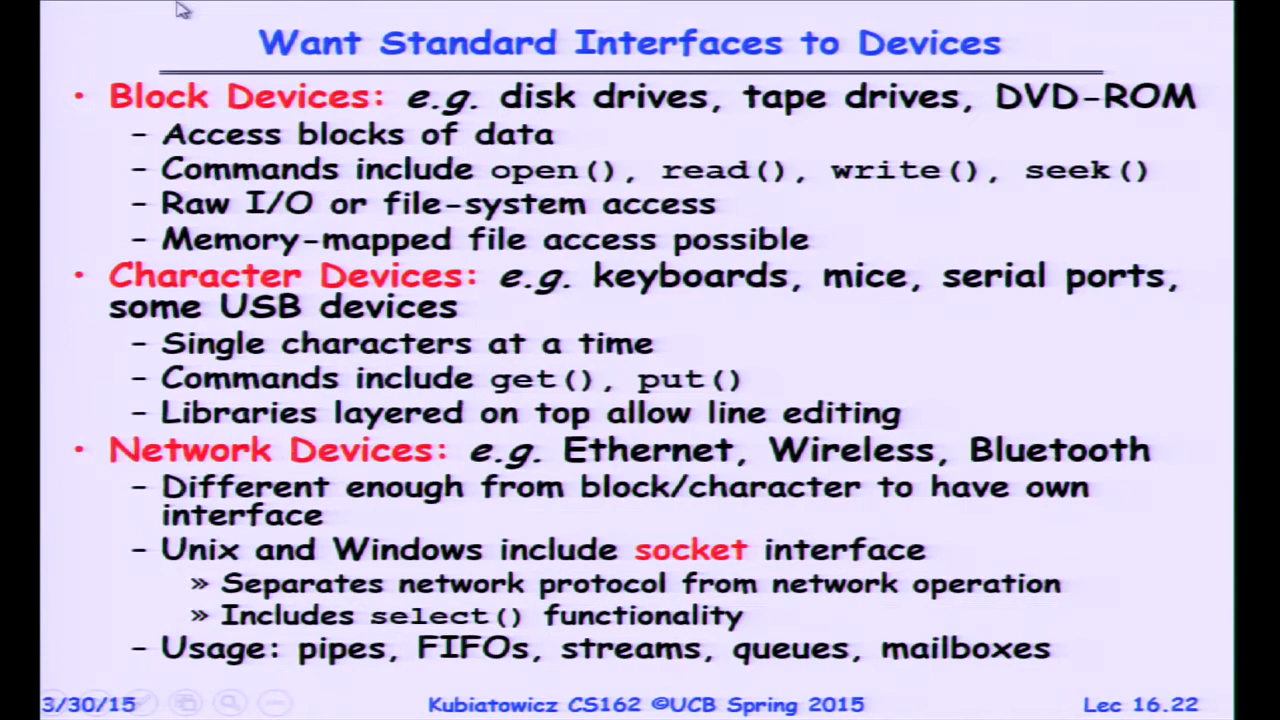 Want Standard Interfaces to Devices
• Block Devices: e.g. disk drives, tape drives, DVD-ROM
– Access blocks of data
– Commands include open(), read(), write(), seek()
– Raw I/O or file-system access
– Memory-mapped file access possible
• Character Devices: e.g. keyboards, mice, serial ports,
some USB devices
– Single characters at a time
– Commands include get(), put()
– Libraries layered on top allow line editing
• Network Devices: e.g. Ethernet, Wireless, Bluetooth
– Different enough from block/character to have own
interface
– Unix and Windows include socket interface
» Separates network protocol from network operation
» Includes select() functionality
– Usage: pipes, FIFOs, streams, queues, mailboxes
3/30/15 Kubiatowicz CS162 ©UCB Spring 2015 Lec 16.22